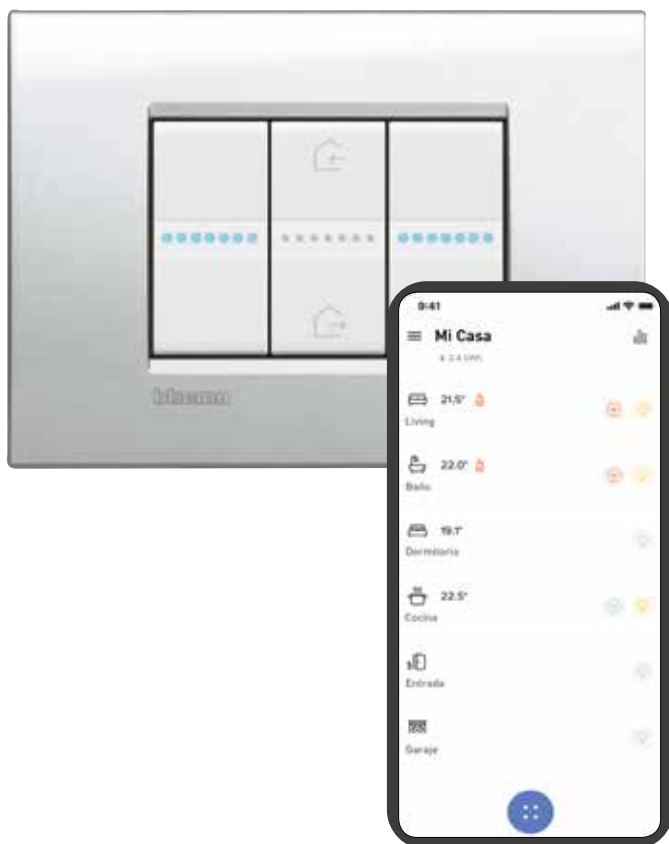 bticino
9:41
Mi Casa
21,5°
Living
22.0°
Baño
19.1°
Dormitorio
22.5°
Cocina
Entrada
Garaje